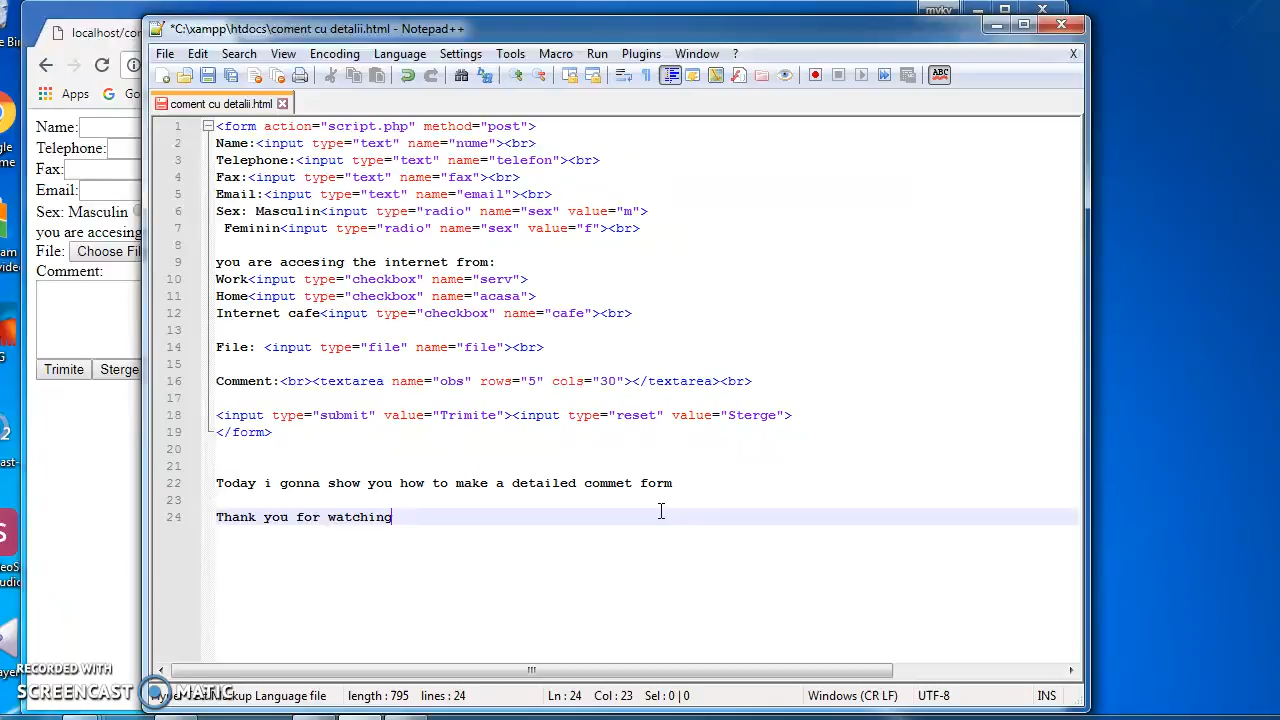 myky
*C:\xampp\htdocs\coment cu detalii.html - Notepad++
localhost/con
File Edit Search View Encoding Language Settings Tools Macro Run Plugins Window ? X
Apps Go
coment cu detalii.html
Name:
Telephone:
Fax:
Email:
Sex: Masculin
you are accesing
File: Choose Fil
Comment:
Trimite Sterge
1 <form action="script.php" method="post">
2 Name:<input type="text" name="nume"><br>
3 Telephone:<input type="text" name="telefon"><br>
4 Fax:<input type="text" name="fax"><br>
5 Email:<input type="text" name="email"><br>
6 Sex: Masculin<input type="radio" name="sex" value="m">
7 Feminin<input type="radio" name="sex" value="f"><br>
8
9 you are accesing the internet from:
10 Work<input type="checkbox" name="serv">
11 Home<input type="checkbox" name="acasa">
12 Internet cafe<input type="checkbox" name="cafe"><br>
13
14 File: <input type="file" name="file"><br>
15
16 Comment:<br><textarea name="obs" rows="5" cols="30"></textarea><br>
17
18 <input type="submit" value="Trimite"><input type="reset" value="Sterge">
19 </form>
20
21
22 Today i gonna show you how to make a detailed commet form
23
24 Thank you for watching
RECORDED WITH
SCREENCAST MATIC
kup Language file length : 795 lines : 24 Ln : 24 Col : 23 Sel : 0 | 0 Windows (CR LF) UTF-8 INS